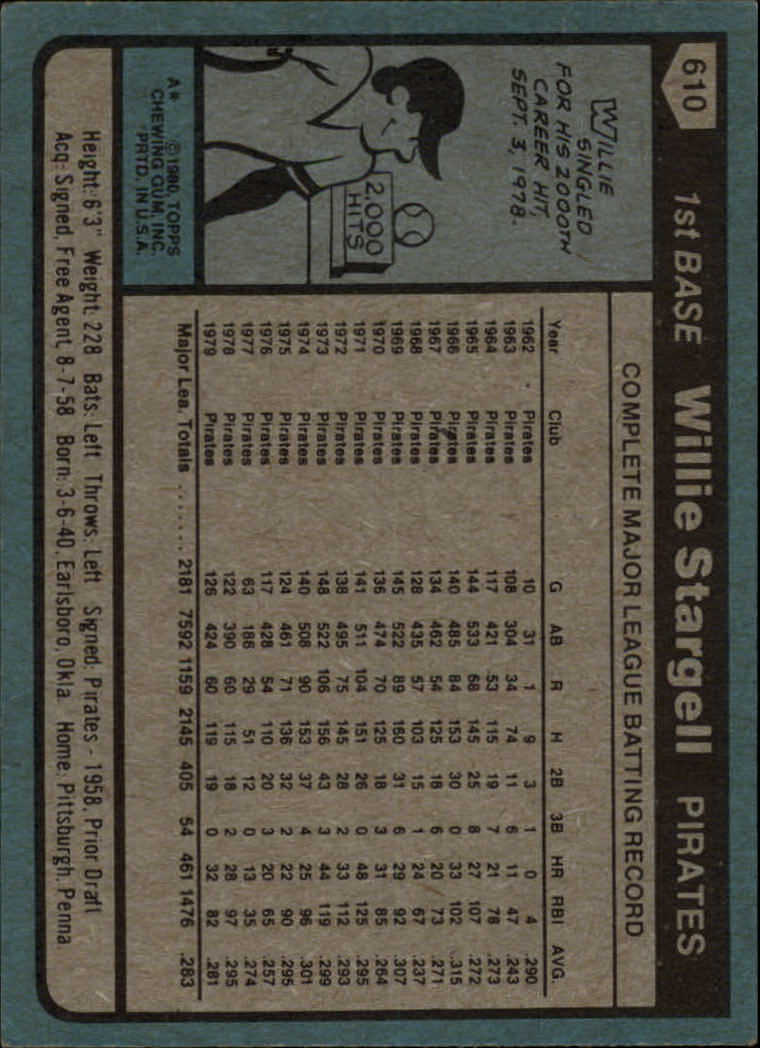 610 1st BASE Willie Stargell PIRATES
WILLIE
SINGLED
FOR HIS 2000TH
CAREER HIT,
SEPT. 3, 1978.
2,000
HITS
A* ©1980, TOPPS
CHEWING GUM, INC.
PRTD. IN U.S.A.
COMPLETE MAJOR LEAGUE BATTING RECORD
Year Club G AB R H 2B 3B HR RBI AVG.
1962 Pirates 10 31 1 9 3 1 0 4 .290
1963 Pirates 108 304 34 74 11 6 11 47 .243
1964 Pirates 117 421 53 115 19 7 21 78 .273
1965 Pirates 144 533 68 145 25 8 27 107 .272
1966 Pirates 140 485 84 153 30 0 33 102 .315
1967 Pirates 134 462 54 125 18 6 20 73 .271
1968 Pirates 128 435 57 103 15 1 24 67 .237
1969 Pirates 145 522 89 160 31 6 29 92 .307
1970 Pirates 136 474 70 125 18 3 31 85 .264
1971 Pirates 141 511 104 151 26 0 48 125 .295
1972 Pirates 138 495 75 145 28 2 33 112 .293
1973 Pirates 148 522 106 156 43 3 44 119 .299
1974 Pirates 140 508 90 153 37 4 25 96 .301
1975 Pirates 124 461 71 136 32 2 22 90 .295
1976 Pirates 117 428 54 110 20 3 20 65 .257
1977 Pirates 63 186 29 51 12 0 13 35 .274
1978 Pirates 122 390 60 115 18 2 28 97 .295
1979 Pirates 126 424 60 119 19 0 32 82 .281
Major Lea. Totals ....... 2181 7592 1159 2145 405 54 461 1476 .283
Height: 6'3" Weight: 228 Bats: Left Throws: Left Signed: Pirates - 1958, Prior Draft
Acq: Signed, Free Agent, 8-7-58 Born: 3-6-40, Earlsboro, Okla Home: Pittsburgh, Penna